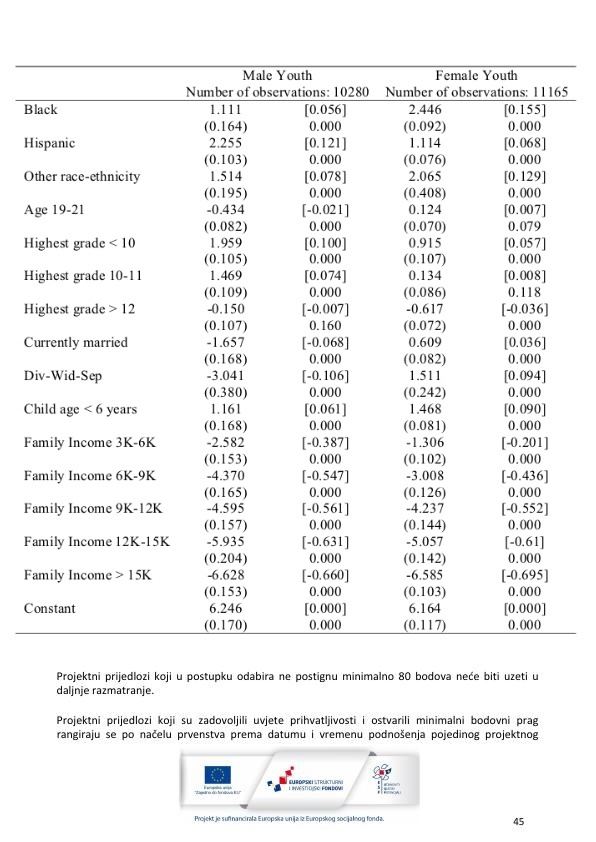 Male Youth Female Youth
Number of observations: 10280 Number of observations: 11165
Black 1.111 [0.056] 2.446 [0.155]
(0.164) 0.000 (0.092) 0.000
Hispanic 2.255 [0.121] 1.114 [0.068]
(0.103) 0.000 (0.076) 0.000
Other race-ethnicity 1.514 [0.078] 2.065 [0.129]
(0.195) 0.000 (0.408) 0.000
Age 19-21 -0.434 [-0.021] 0.124 [0.007]
(0.082) 0.000 (0.070) 0.079
Highest grade < 10 1.959 [0.100] 0.915 [0.057]
(0.105) 0.000 (0.107) 0.000
Highest grade 10-11 1.469 [0.074] 0.134 [0.008]
(0.109) 0.000 (0.086) 0.118
Highest grade > 12 -0.150 [-0.007] -0.617 [-0.036]
(0.107) 0.160 (0.072) 0.000
Currently married -1.657 [-0.068] 0.609 [0.036]
(0.168) 0.000 (0.082) 0.000
Div-Wid-Sep -3.041 [-0.106] 1.511 [0.094]
(0.380) 0.000 (0.242) 0.000
Child age < 6 years 1.161 [0.061] 1.468 [0.090]
(0.168) 0.000 (0.081) 0.000
Family Income 3K-6K -2.582 [-0.387] -1.306 [-0.201]
(0.153) 0.000 (0.102) 0.000
Family Income 6K-9K -4.370 [-0.547] -3.008 [-0.436]
(0.165) 0.000 (0.126) 0.000
Family Income 9K-12K -4.595 [-0.561] -4.237 [-0.552]
(0.157) 0.000 (0.144) 0.000
Family Income 12K-15K -5.935 [-0.631] -5.057 [-0.61]
(0.204) 0.000 (0.142) 0.000
Family Income > 15K -6.628 [-0.660] -6.585 [-0.695]
(0.153) 0.000 (0.103) 0.000
Constant 6.246 [0.000] 6.164 [0.000]
(0.170) 0.000 (0.117) 0.000
Projektni prijedlozi koji u postupku odabira ne postignu minimalno 80 bodova neće biti uzeti u
daljnje razmatranje.
Projektni prijedlozi koji su zadovoljili uvjete prihvatljivosti i ostvarili minimalni bodovni prag
rangiraju se po načelu prvenstva prema datumu i vremenu podnošenja pojedinog projektnog
Europska unija
"Zajedno do fondova EU"
EUROPSKI STRUKTURNI
I INVESTICIJSKI FONDOVI
Projekt je sufinancirala Europska unija iz Europskog socijalnog fonda.
45